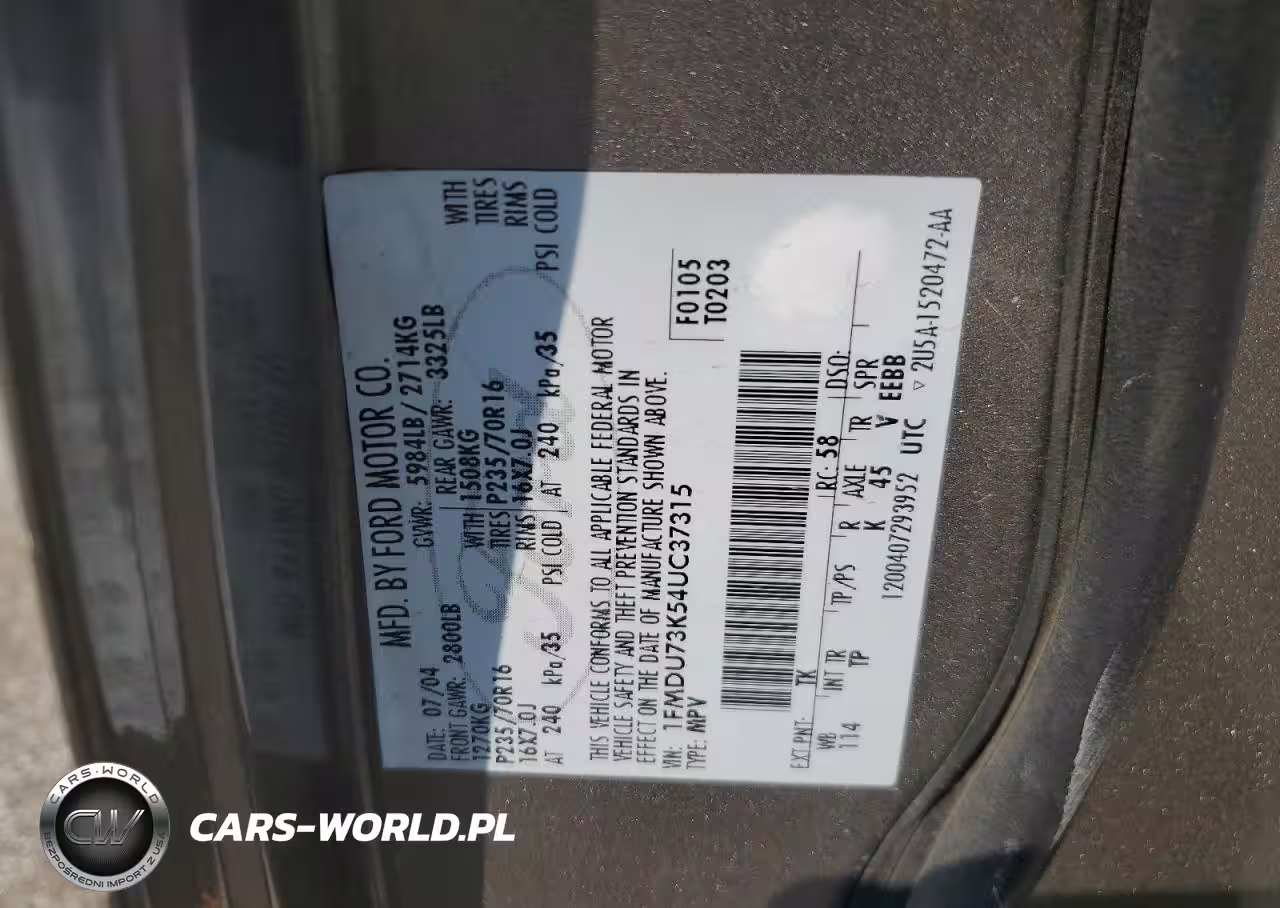 MFD. BY FORD MOTOR CO.
DATE: 07/04 GVWR: 5984LB / 2714KG
FRONT GAWR: 2800LB REAR GAWR: 3325LB
1270KG WITH 1508KG WITH
P235/70R16 TIRES P235/70R16 TIRES
16X7.0J RIMS 16X7.0J RIMS
AT 240 kPa/35 PSI COLD AT 240 kPa/35 PSI COLD
THIS VEHICLE CONFORMS TO ALL APPLICABLE FEDERAL MOTOR
VEHICLE SAFETY AND THEFT PREVENTION STANDARDS IN
EFFECT ON THE DATE OF MANUFACTURE SHOWN ABOVE.
VIN: 1FMDU73K54UC37315
TYPE: MPV
F0105
T0203
EXT PNT: TK RC: 58 DSO:
WB INT TR TP/PS R AXLE TR SPR
114 TP K 45 V EEBB
1200407293952 UTC ▽ 2U5A-1520472-AA
CARS-WORLD
CW
BEZPOŚREDNI IMPORT Z USA
CARS-WORLD.PL